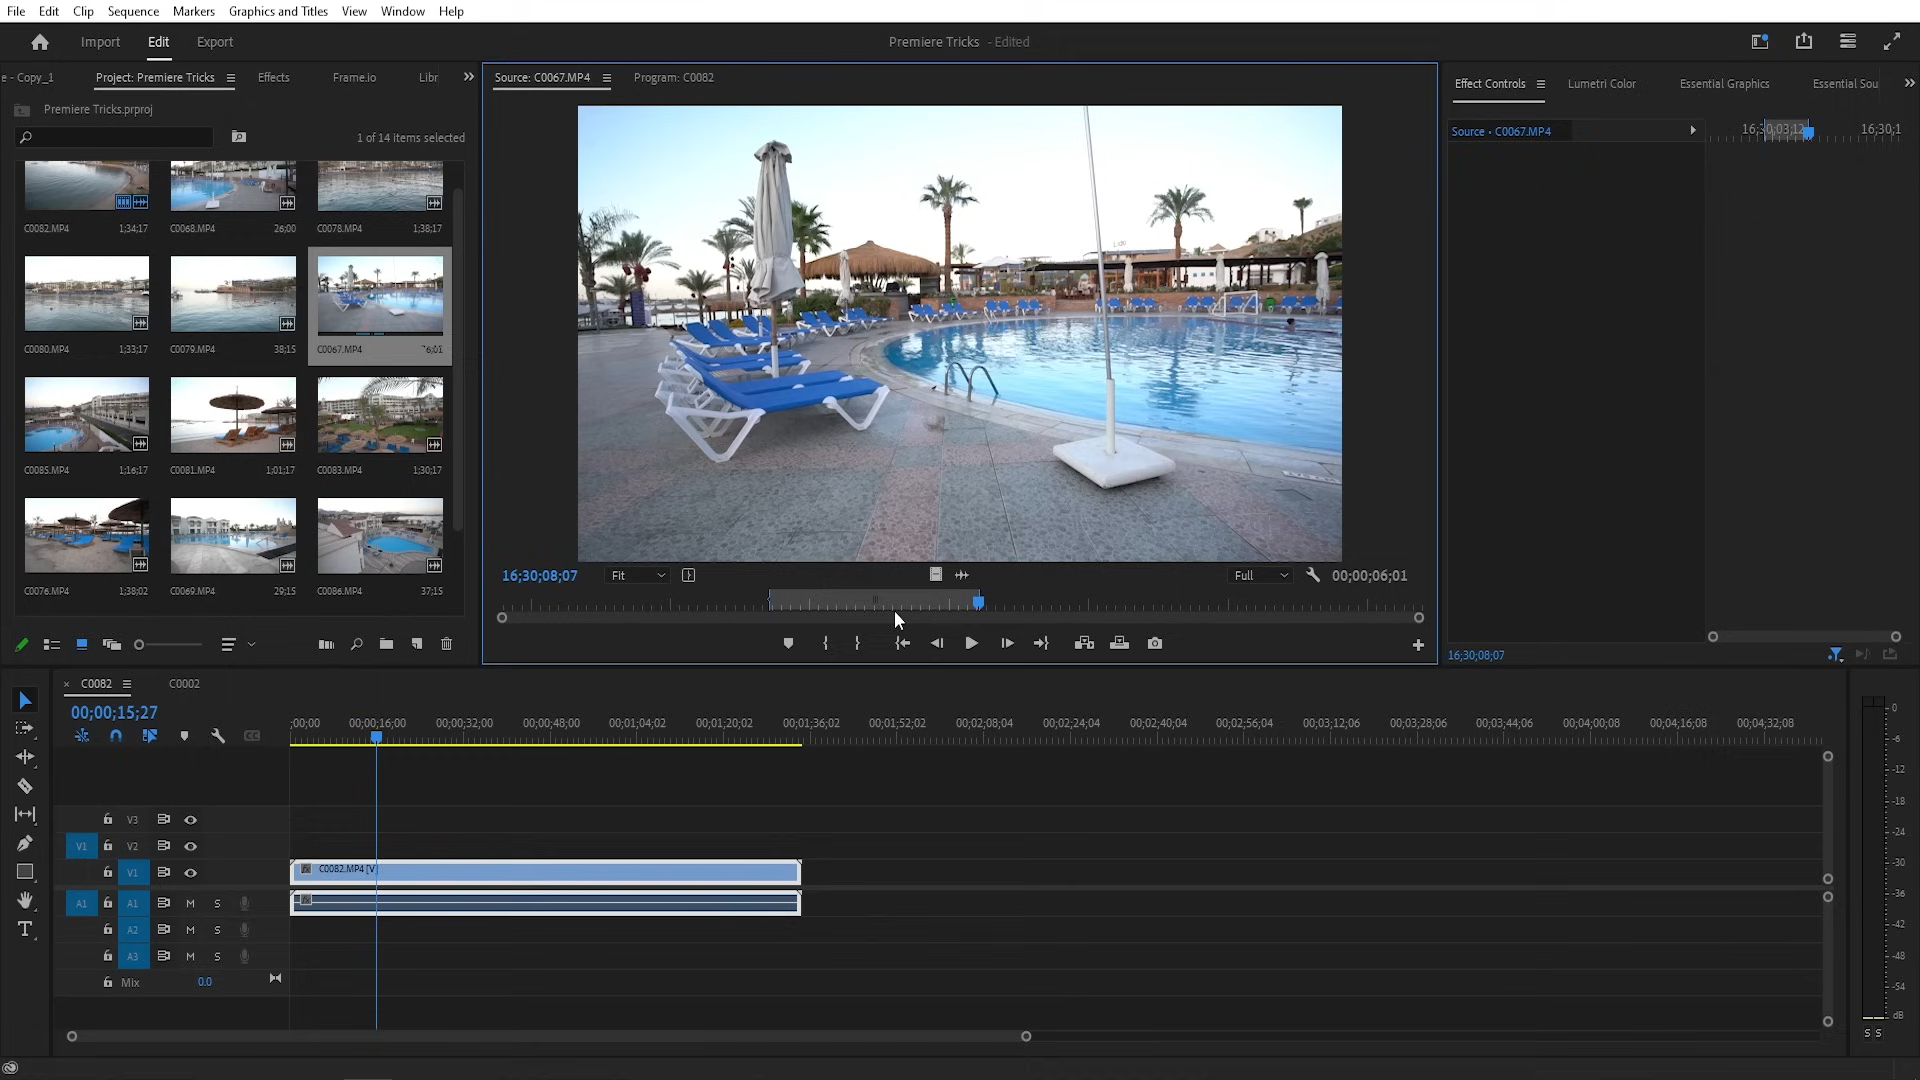 File Edit Clip Sequence Markers Graphics and Titles View Window Help
Import Edit Export
Premiere Tricks - Edited
e - Copy_1 Project: Premiere Tricks Effects Frame.io Libr
Source: C0067.MP4 Program: C0082
Effect Controls Lumetri Color Essential Graphics Essential Sou
Premiere Tricks.prproj
1 of 14 items selected
Source • C0067.MP4
16;30;03;12 16;30;1
C0082.MP4 1;34;17 C0068.MP4 26;00 C0078.MP4 1;38;17
C0080.MP4 1;33;17 C0079.MP4 38;15 C0067.MP4 6;01
C0085.MP4 1;16;17 C0081.MP4 1;01;17 C0083.MP4 1;30;17
C0076.MP4 1;38;02 C0069.MP4 29;15 C0086.MP4 37;15
16;30;08;07 Fit Full 00;00;06;01
16;30;08;07
C0082 C0002
00;00;15;27
;00;00 00;00;16;00 00;00;32;00 00;00;48;00 00;01;04;02 00;01;20;02 00;01;36;02 00;01;52;02 00;02;08;04 00;02;24;04 00;02;40;04 00;02;56;04 00;03;12;06 00;03;28;06 00;03;44;06 00;04;00;08 00;04;16;08 00;04;32;08
CC
V3
V1 V2
V1
C0082.MP4 [V]
fx
A1 A1 M S
A2 M S
A3 M S
Mix 0.0
T
0
-6
-12
-18
-24
-30
-36
-42
-48
-54
dB
S S